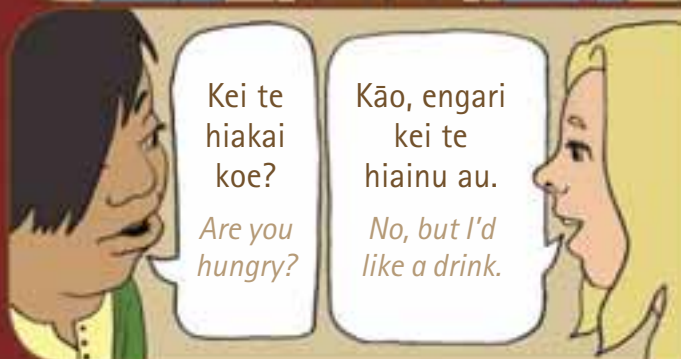 Kei te
hiakai
koe?
Are you
hungry?
Kāo, engari
kei te
hiainu au.
No, but I'd
like a drink.